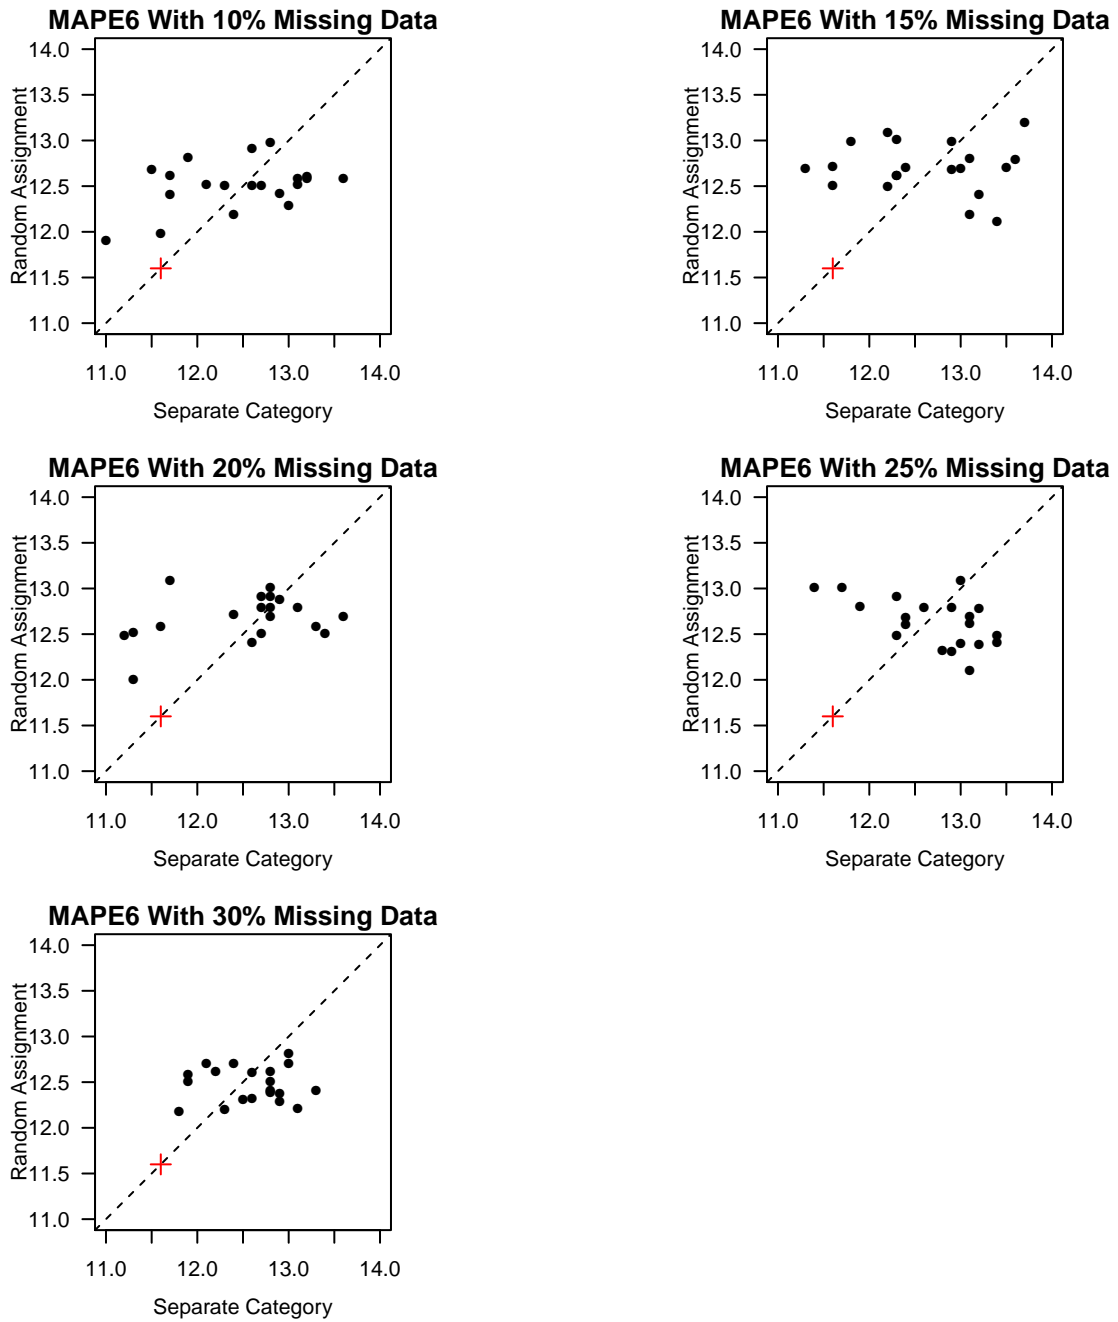 MAPE6 With 10% Missing Data
14.0
13.5
13.0
12.5
12.0
11.5
11.0
Random Assignment
11.0 12.0 13.0 14.0
Separate Category
MAPE6 With 15% Missing Data
14.0
13.5
13.0
12.5
12.0
11.5
11.0
Random Assignment
11.0 12.0 13.0 14.0
Separate Category
MAPE6 With 20% Missing Data
14.0
13.5
13.0
12.5
12.0
11.5
11.0
Random Assignment
11.0 12.0 13.0 14.0
Separate Category
MAPE6 With 25% Missing Data
14.0
13.5
13.0
12.5
12.0
11.5
11.0
Random Assignment
11.0 12.0 13.0 14.0
Separate Category
MAPE6 With 30% Missing Data
14.0
13.5
13.0
12.5
12.0
11.5
11.0
Random Assignment
11.0 12.0 13.0 14.0
Separate Category